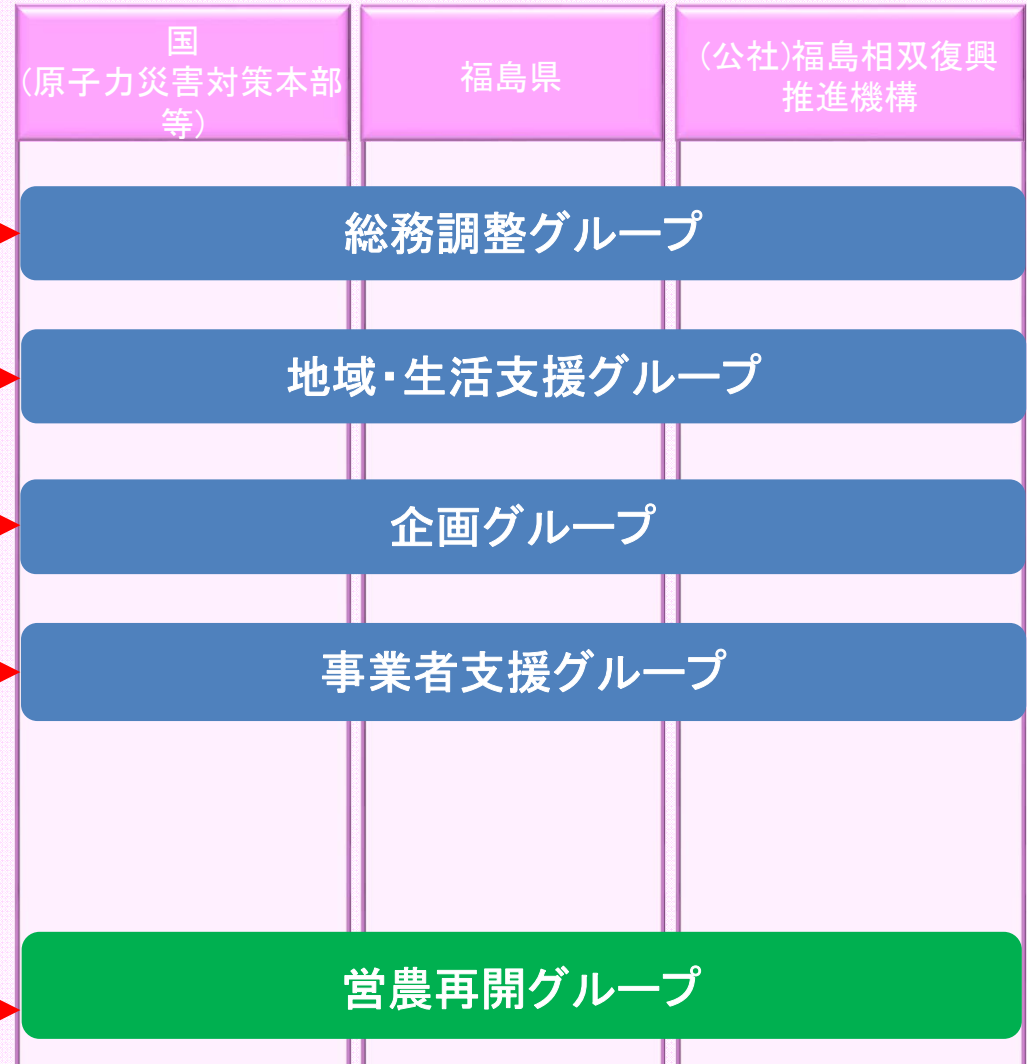 国
(原子力災害対策本部
等)
福島県
(公社)福島相双復興
推進機構
総務調整グループ
地域・生活支援グループ
企画グループ
事業者支援グループ
営農再開グループ